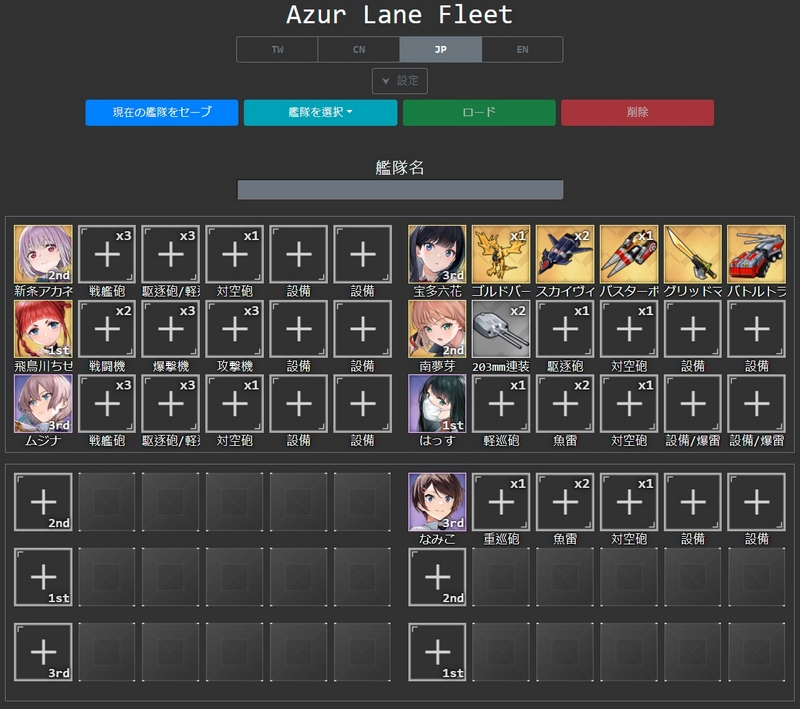 Azur Lane Fleet
TW CN JP EN
▼ 設定
現在の艦隊をセーブ 艦隊を選択 ロード 削除
艦隊名
2nd x3 x3 x1 3rd x1 x2 x1
新条アカネ 戦艦砲 駆逐砲/軽巡 対空砲 設備 設備 宝多六花 ゴルドバー スカイヴィ バスターボ グリッドマ バトルトラ
1st x2 x3 x3 2nd x2 x1 x1
飛鳥川ちせ 戦闘機 爆撃機 攻撃機 設備 設備 南夢芽 203mm連装 駆逐砲 対空砲 設備 設備
3rd x3 x3 x1 1st x1 x2 x1
ムジナ 戦艦砲 駆逐砲/軽巡 対空砲 設備 設備 はっす 軽巡砲 魚雷 対空砲 設備/爆雷 設備/爆雷
2nd 3rd x1 x2 x1
なみこ 重巡砲 魚雷 対空砲 設備 設備
1st 2nd
3rd 1st